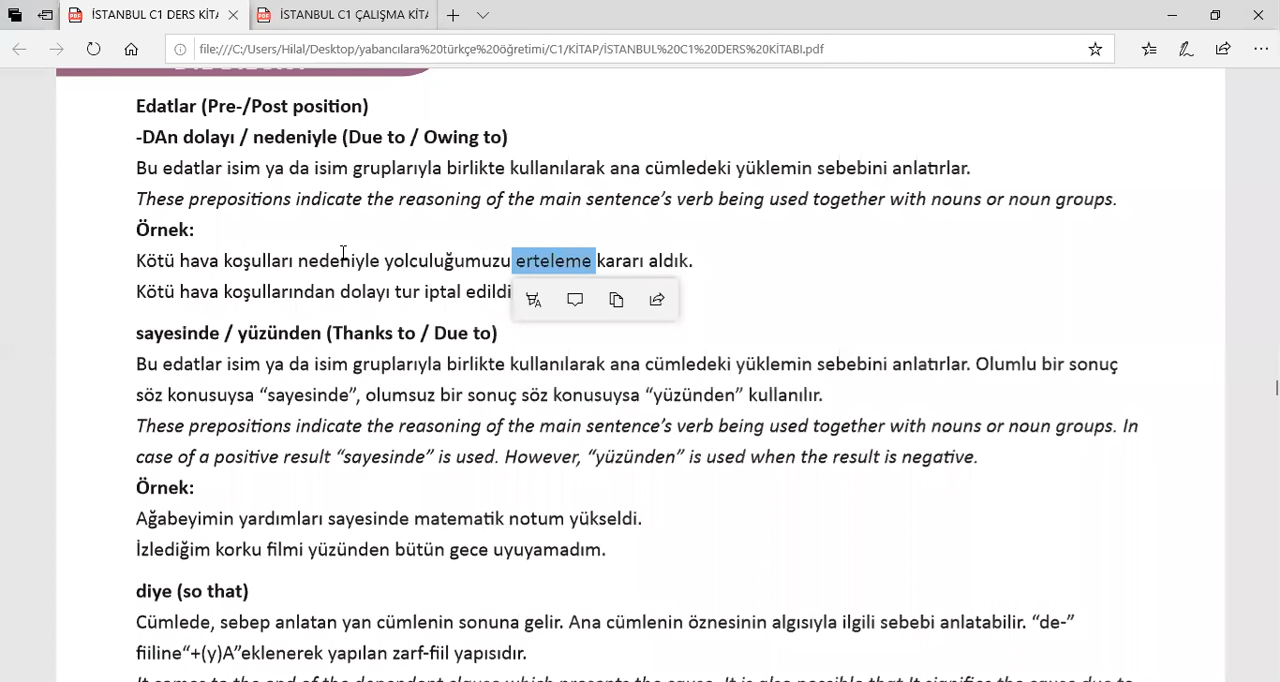 İSTANBUL C1 DERS KİTA
İSTANBUL C1 ÇALIŞMA KİTA
file:///C:/Users/Hilal/Desktop/yabancılara%20türkçe%20öğretimi/C1/KİTAP/İSTANBUL%20C1%20DERS%20KİTABI.pdf
Edatlar (Pre-/Post position)
-DAn dolayı / nedeniyle (Due to / Owing to)
Bu edatlar isim ya da isim gruplarıyla birlikte kullanılarak ana cümledeki yüklemin sebebini anlatırlar.
These prepositions indicate the reasoning of the main sentence’s verb being used together with nouns or noun groups.
Örnek:
Kötü hava koşulları nedeniyle yolculuğumuzu erteleme kararı aldık.
Kötü hava koşullarından dolayı tur iptal edildi
sayesinde / yüzünden (Thanks to / Due to)
Bu edatlar isim ya da isim gruplarıyla birlikte kullanılarak ana cümledeki yüklemin sebebini anlatırlar. Olumlu bir sonuç
söz konusuysa “sayesinde”, olumsuz bir sonuç söz konusuysa “yüzünden” kullanılır.
These prepositions indicate the reasoning of the main sentence’s verb being used together with nouns or noun groups. In
case of a positive result “sayesinde” is used. However, “yüzünden” is used when the result is negative.
Örnek:
Ağabeyimin yardımları sayesinde matematik notum yükseldi.
İzlediğim korku filmi yüzünden bütün gece uyuyamadım.
diye (so that)
Cümlede, sebep anlatan yan cümlenin sonuna gelir. Ana cümlenin öznesinin algısıyla ilgili sebebi anlatabilir. “de-”
fiiline“+(y)A”eklenerek yapılan zarf-fiil yapısıdır.